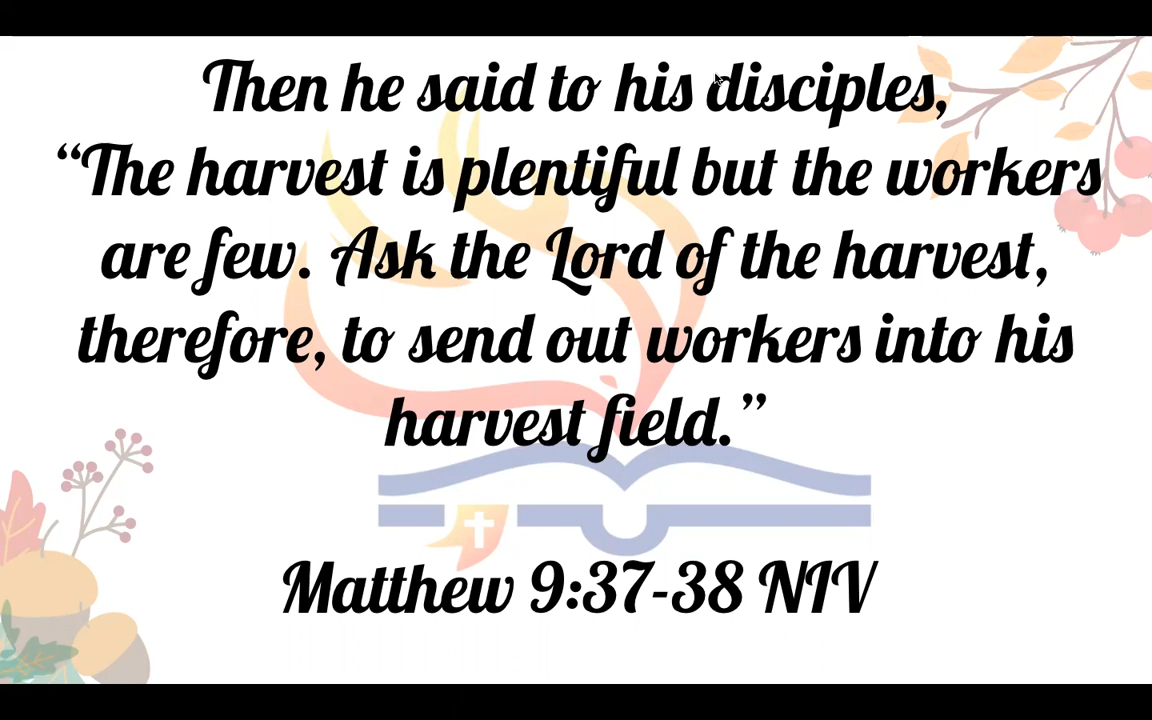 Then he said to his disciples,
“The harvest is plentiful but the workers
are few. Ask the Lord of the harvest,
therefore, to send out workers into his
harvest field.”
Matthew 9:37-38 NIV